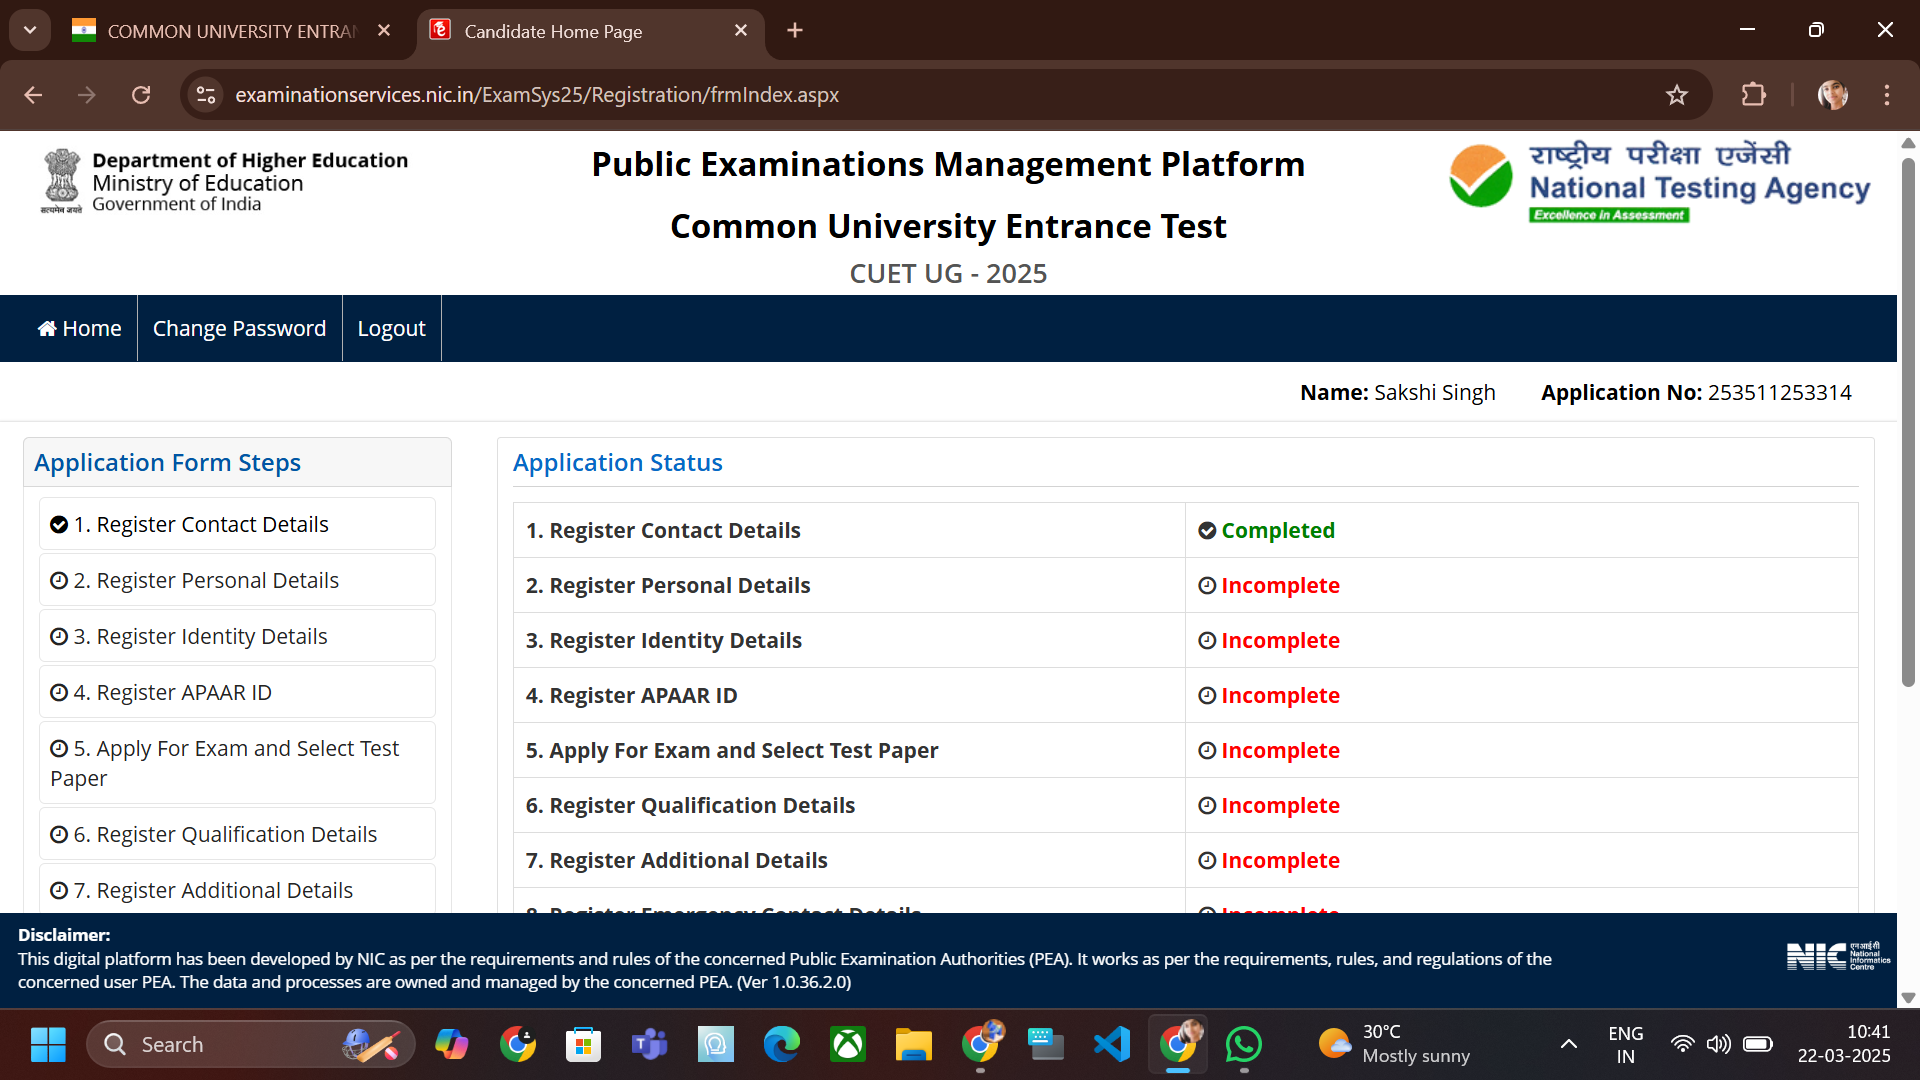 COMMON UNIVERSITY ENTRAN
Candidate Home Page
examinationservices.nic.in/ExamSys25/Registration/frmIndex.aspx
सत्यमेव जयते
Department of Higher Education
Ministry of Education
Government of India
Public Examinations Management Platform
Common University Entrance Test
CUET UG - 2025
राष्ट्रीय परीक्षा एजेंसी
National Testing Agency
Excellence in Assessment
Home
Change Password
Logout
Name: Sakshi Singh
Application No: 253511253314
Application Form Steps
1. Register Contact Details
2. Register Personal Details
3. Register Identity Details
4. Register APAAR ID
5. Apply For Exam and Select Test
Paper
6. Register Qualification Details
7. Register Additional Details
Application Status
1. Register Contact Details Completed
2. Register Personal Details Incomplete
3. Register Identity Details Incomplete
4. Register APAAR ID Incomplete
5. Apply For Exam and Select Test Paper Incomplete
6. Register Qualification Details Incomplete
7. Register Additional Details Incomplete
8. Register Emergency Contact Details Incomplete
Disclaimer:
This digital platform has been developed by NIC as per the requirements and rules of the concerned Public Examination Authorities (PEA). It works as per the requirements, rules, and regulations of the
concerned user PEA. The data and processes are owned and managed by the concerned PEA. (Ver 1.0.36.2.0)
NIC
एनआईसी
National
Informatics
Centre
Search
30°C
Mostly sunny
ENG
IN
10:41
22-03-2025